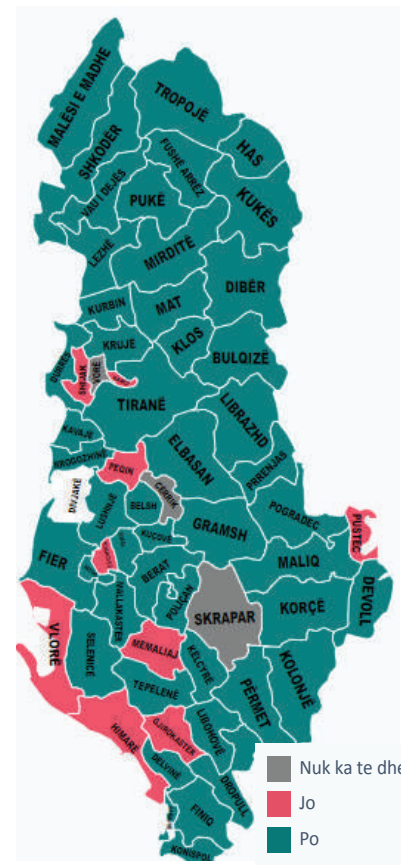 MALËSI E MADHE
TROPOJË
SHKODËR
HAS
FUSHË ARRËZ
VAU I DEJËS
PUKË
KUKËS
LEZHË
MIRDITË
DIBËR
KURBIN
MAT
KRUJË
KLOS
BULQIZË
DURRËS
SHIJAK
VORË
TIRANË
LIBRAZHD
KAVAJË
ELBASAN
RROGOZHINË
PEQIN
PRRENJAS
CËRRIK
DIVJAKË
LUSHNJË
BELSH
GRAMSH
POGRADEC
PUSTEC
KUÇOVË
FIER
BERAT
MALIQ
DEVOLL
MALLAKASTËR
POLIÇAN
SKRAPAR
KORÇË
VLORË
SELENICË
MEMALIAJ
KËLCYRË
KOLONJË
PËRMET
TEPELENË
HIMARË
GJIROKASTËR
LIBOHOVË
DELVINË
DROPULL
FINIQ
KONISPOL
Nuk ka te dhe
Jo
Po